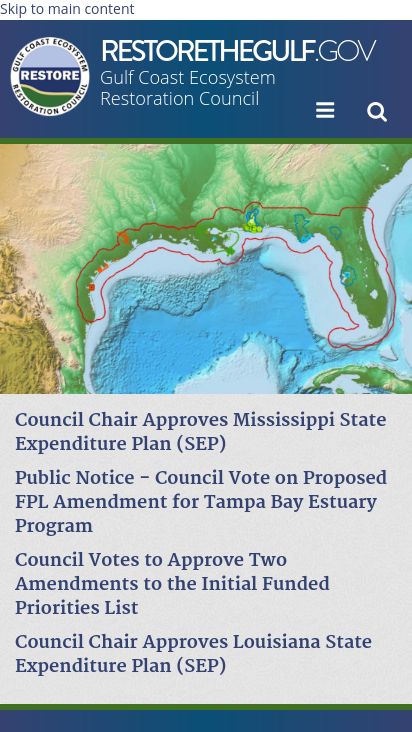 Skip to main content
GULF COAST ECOSYSTEM
RESTORE
RESTORATION COUNCIL
RESTORETHEGULF.GOV
Gulf Coast Ecosystem
Restoration Council
Council Chair Approves Mississippi State
Expenditure Plan (SEP)
Public Notice - Council Vote on Proposed
FPL Amendment for Tampa Bay Estuary
Program
Council Votes to Approve Two
Amendments to the Initial Funded
Priorities List
Council Chair Approves Louisiana State
Expenditure Plan (SEP)